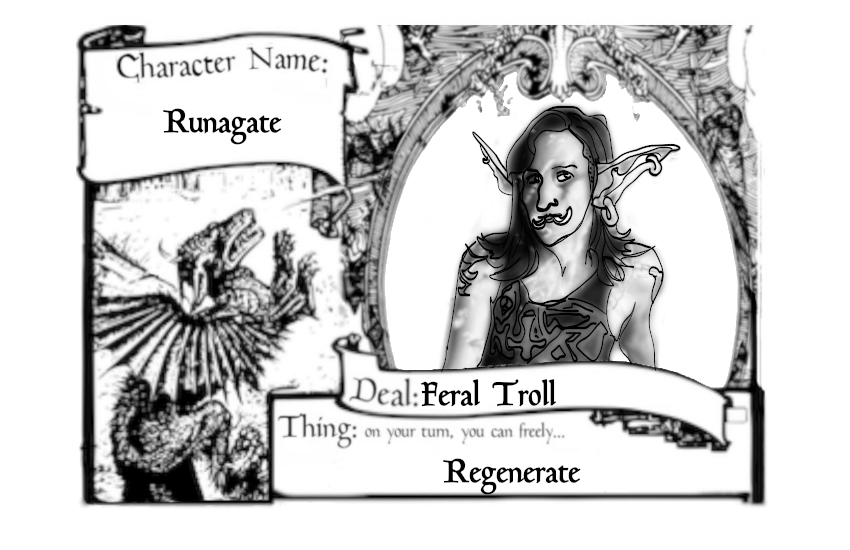 Character Name:
Runagate
Deal: Feral Troll
Thing: on your turn, you can freely...
Regenerate